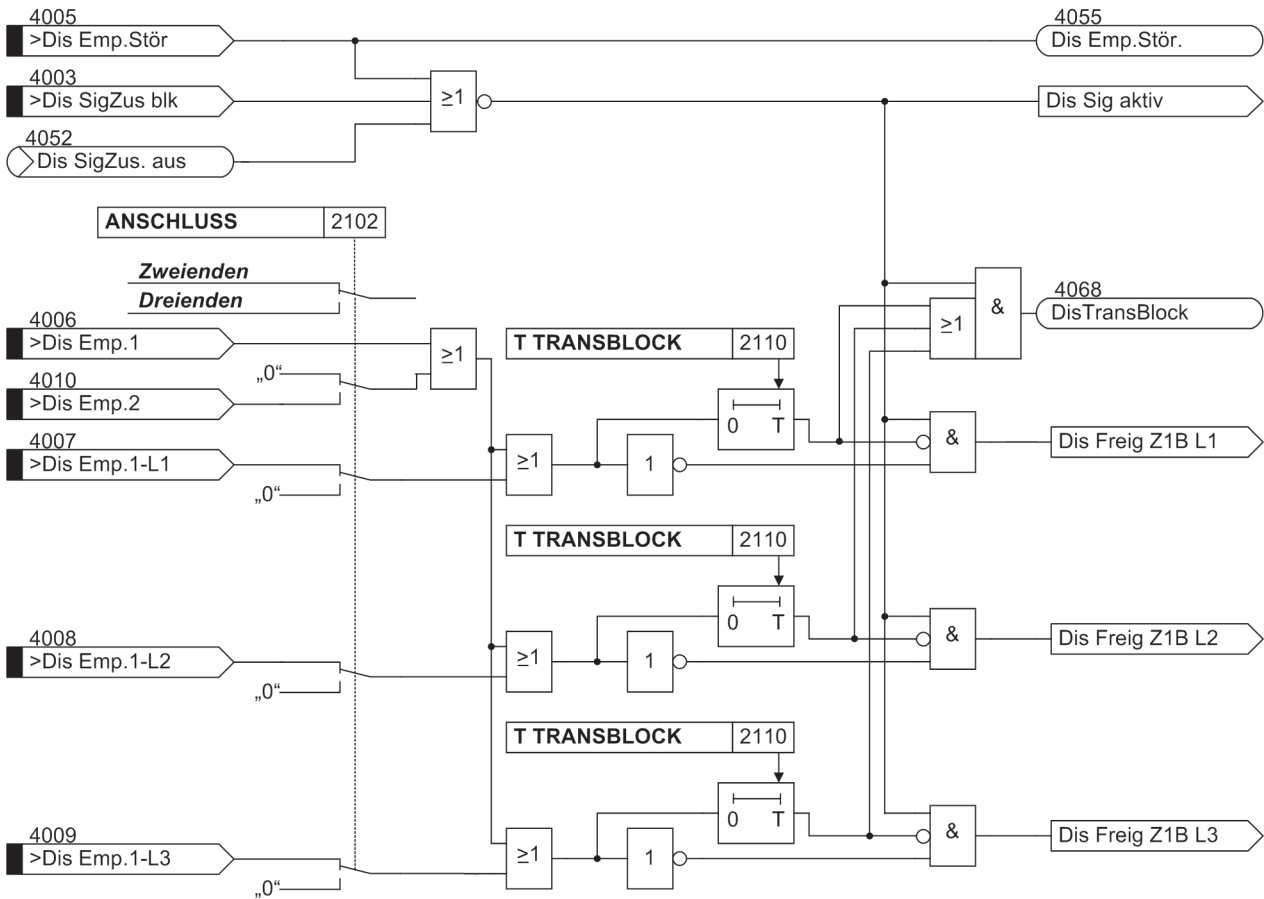 4005
>Dis Emp.Stör
4055
Dis Emp.Stör.
4003
>Dis SigZus blk
≥1
Dis Sig aktiv
4052
Dis SigZus. aus
ANSCHLUSS 2102
Zweienden
Dreienden
4006
>Dis Emp.1
≥1
„0“
4010
>Dis Emp.2
T TRANSBLOCK 2110
≥1
&
4068
DisTransBlock
4007
>Dis Emp.1-L1
„0“
≥1
1
0 T
&
Dis Freig Z1B L1
T TRANSBLOCK 2110
4008
>Dis Emp.1-L2
„0“
≥1
1
0 T
&
Dis Freig Z1B L2
T TRANSBLOCK 2110
4009
>Dis Emp.1-L3
„0“
≥1
1
0 T
&
Dis Freig Z1B L3